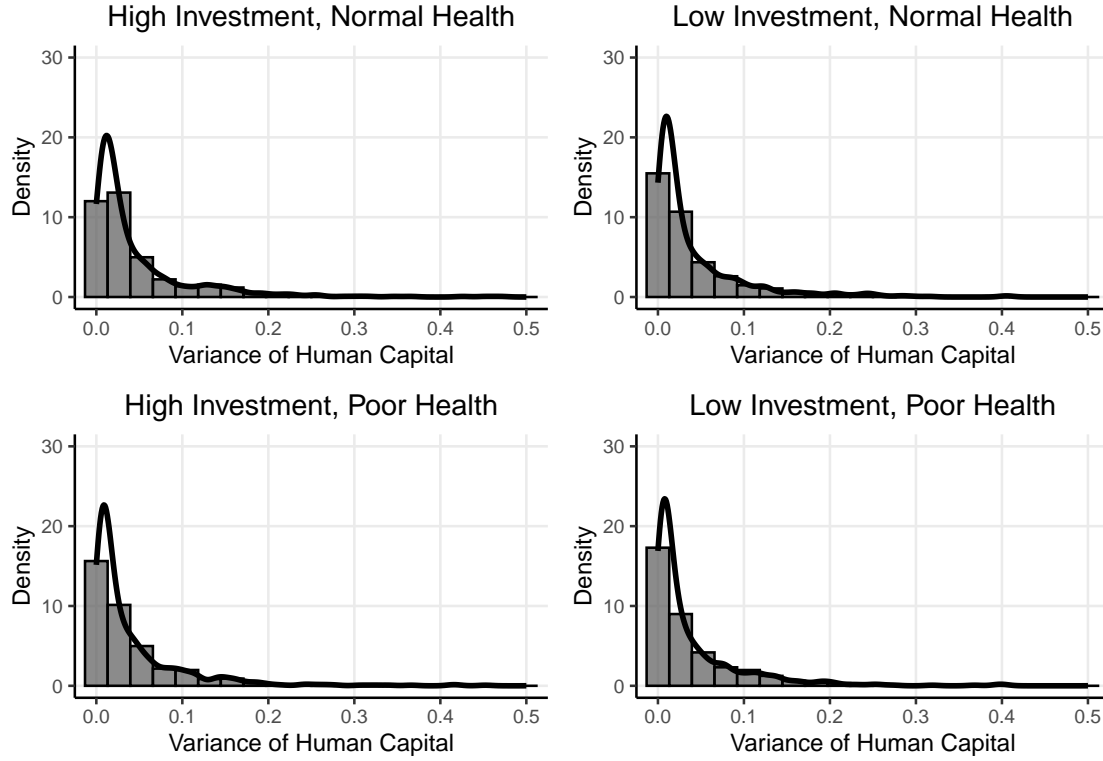 High Investment, Normal Health
30
20
10
0
Density
0.0 0.1 0.2 0.3 0.4 0.5
Variance of Human Capital
Low Investment, Normal Health
30
20
10
0
Density
0.0 0.1 0.2 0.3 0.4 0.5
Variance of Human Capital
High Investment, Poor Health
30
20
10
0
Density
0.0 0.1 0.2 0.3 0.4 0.5
Variance of Human Capital
Low Investment, Poor Health
30
20
10
0
Density
0.0 0.1 0.2 0.3 0.4 0.5
Variance of Human Capital